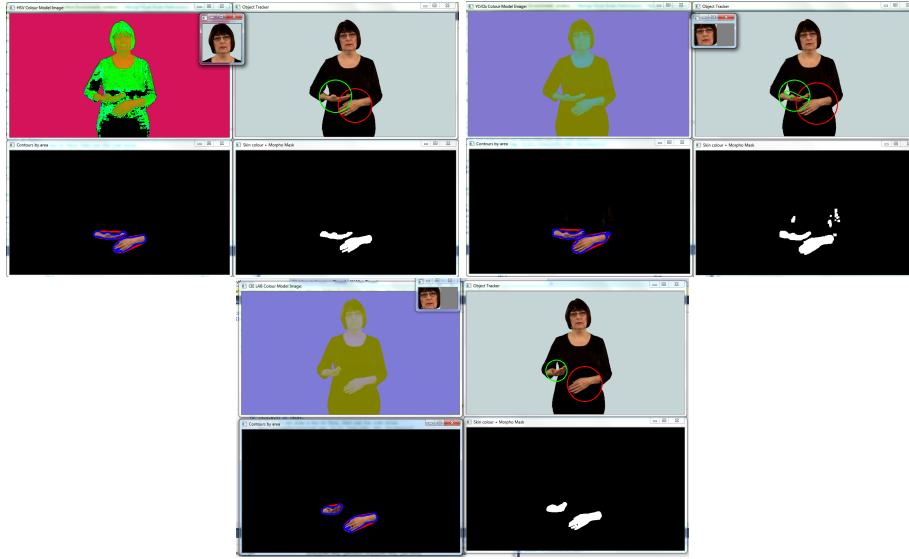 HSV Colour Model Image
Object Tracker
YCrCb Colour Model Image
Object Tracker
Contours by area
Skin colour + Morpho Mask
Contours by area
Skin colour + Morpho Mask
CIE LAB Colour Model Image
Object Tracker
Contours by area
Skin colour + Morpho Mask